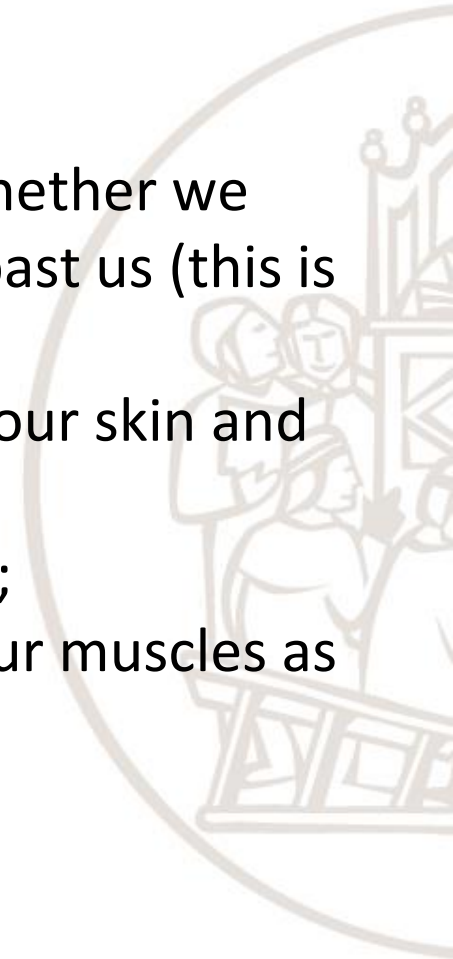 hether we
past us (this is
our skin and
;
ur muscles as